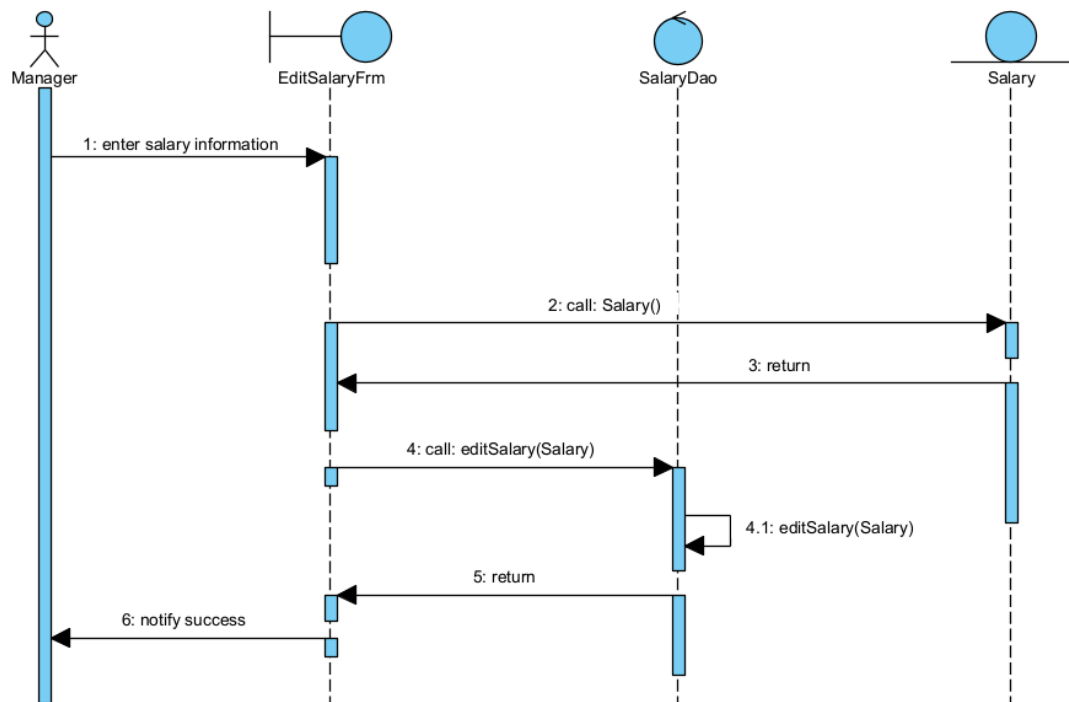 Manager
EditSalaryFrm
SalaryDao
Salary
1: enter salary information
2: call: Salary()
3: return
4: call: editSalary(Salary)
4.1: editSalary(Salary)
5: return
6: notify success